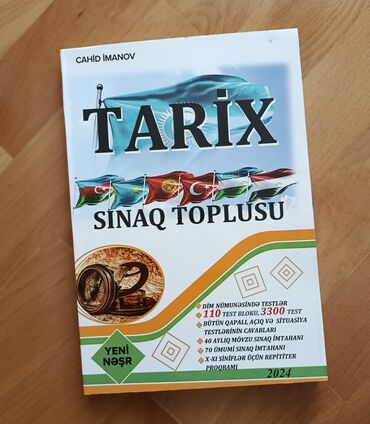 CAHİD İMANOV
TARİX
SINAQ TOPLUSU
DİM NÜMUNƏSİNDƏ TESTLƏR
110 TEST BLOKU, 3300 TEST
BÜTÜN QAPALI, AÇIQ VƏ SİTUASİYA
TESTLƏRİNİN CAVABLARI
40 AYLIQ MÖVZU SINAQ İMTAHANI
70 ÜMUMİ SINAQ İMTAHANI
X-XI SİNİFLƏR ÜÇÜN REPİTİTER
PROQRAMI
YENİ
NƏŞR
2024